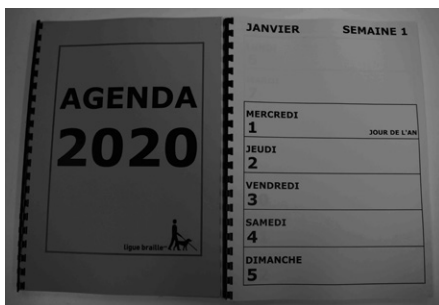 AGENDA
2020
ligue braille
JANVIER SEMAINE 1
MERCREDI
1 JOUR DE L'AN
JEUDI
2
VENDREDI
3
SAMEDI
4
DIMANCHE
5